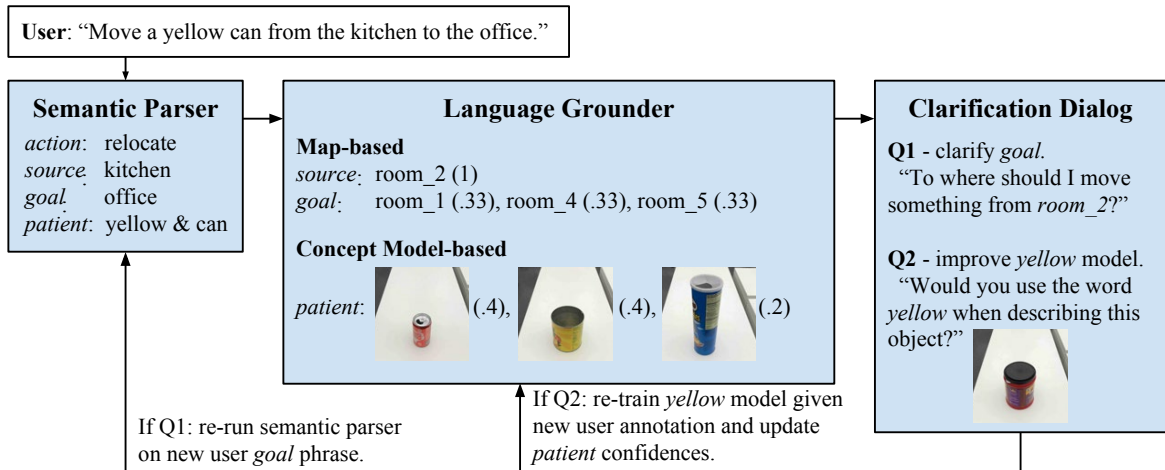 User: “Move a yellow can from the kitchen to the office.”
Semantic Parser
action: relocate
source: kitchen
goal: office
patient: yellow & can
Language Grounder
Map-based
source: room_2 (1)
goal: room_1 (.33), room_4 (.33), room_5 (.33)
Concept Model-based
patient: (.4), (.4), (.2)
Clarification Dialog
Q1 - clarify goal.
“To where should I move
something from room_2?”
Q2 - improve yellow model.
“Would you use the word
yellow when describing this
object?”
If Q1: re-run semantic parser
on new user goal phrase.
If Q2: re-train yellow model given
new user annotation and update
patient confidences.